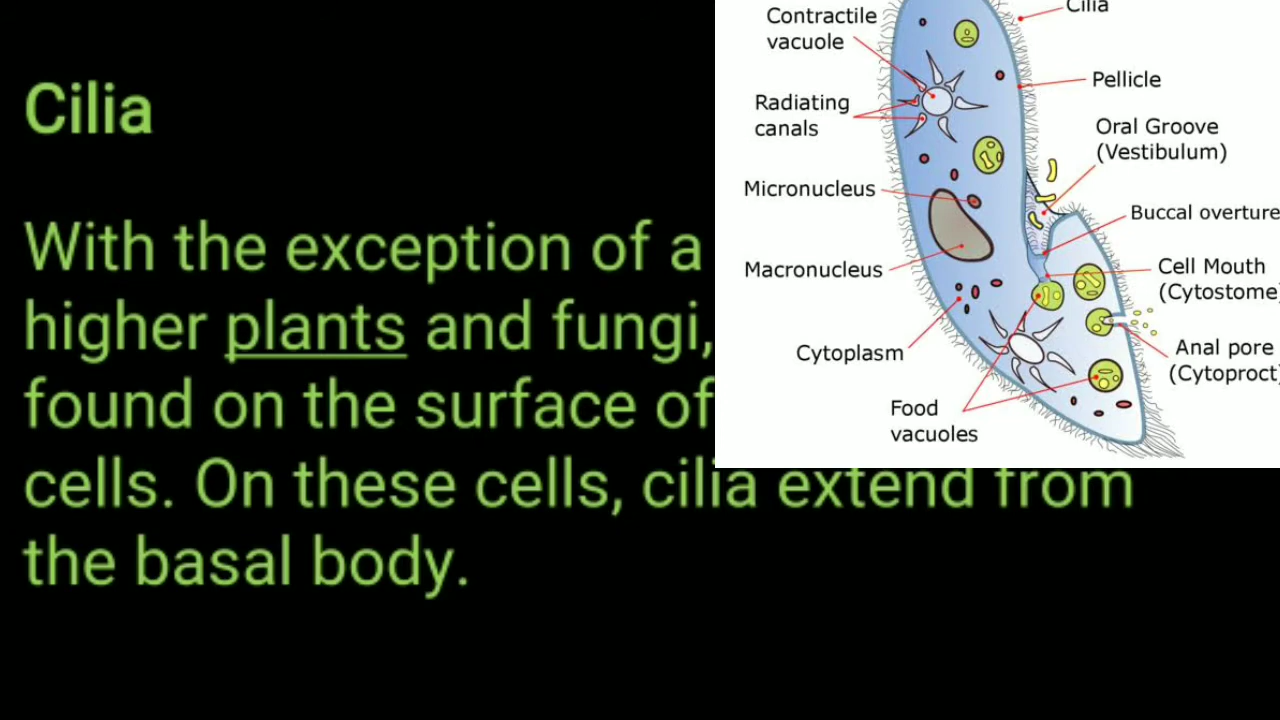 Cilia
With the exception of a
higher plants and fungi,
found on the surface of
cells. On these cells, cilia extend from
the basal body.
Contractile
vacuole
Cilia
Pellicle
Radiating
canals
Oral Groove
(Vestibulum)
Micronucleus
Buccal overture
Macronucleus
Cell Mouth
(Cytostome)
Cytoplasm
Anal pore
(Cytoproct)
Food
vacuoles